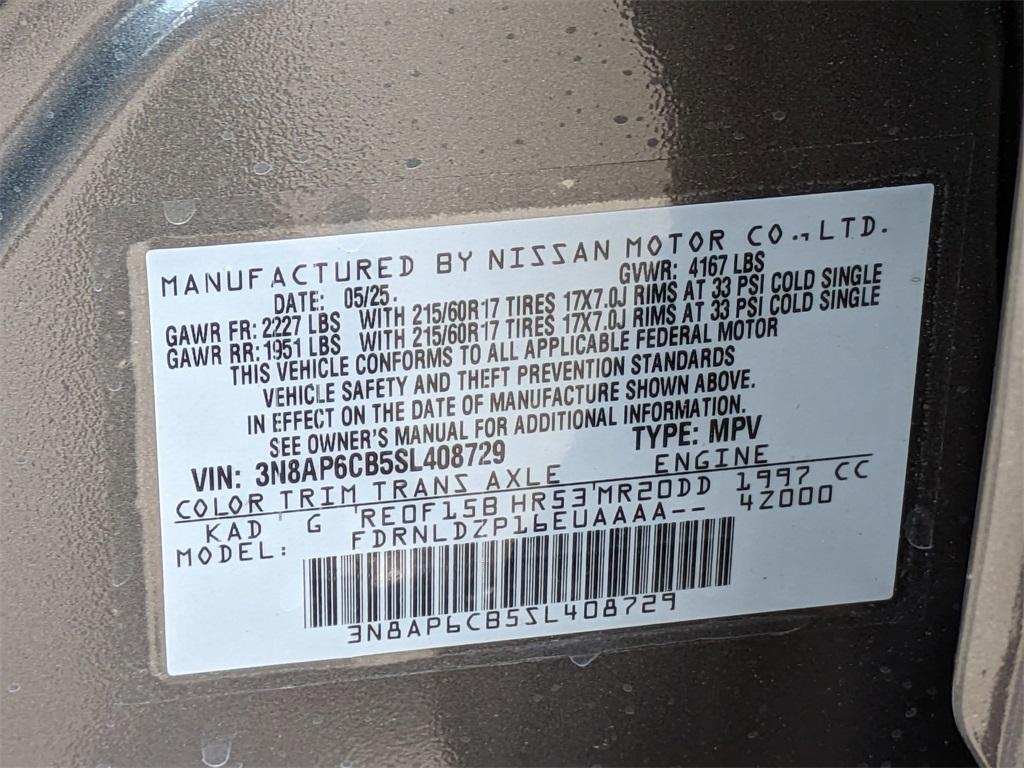 MANUFACTURED BY NISSAN MOTOR CO., LTD.
DATE: 05/25. GVWR: 4167 LBS
GAWR FR: 2227 LBS WITH 215/60R17 TIRES 17X7.0J RIMS AT 33 PSI COLD SINGLE
GAWR RR: 1951 LBS WITH 215/60R17 TIRES 17X7.0J RIMS AT 33 PSI COLD SINGLE
THIS VEHICLE CONFORMS TO ALL APPLICABLE FEDERAL MOTOR
VEHICLE SAFETY AND THEFT PREVENTION STANDARDS
IN EFFECT ON THE DATE OF MANUFACTURE SHOWN ABOVE.
SEE OWNER'S MANUAL FOR ADDITIONAL INFORMATION.
VIN: 3N8AP6CB5SL408729 TYPE: MPV
COLOR TRIM TRANS AXLE ENGINE
KAD G RE0F15B HR53 MR20DD 1997 CC
MODEL: FDRNLDZP16EUAAAA-- 4Z000
3N8AP6CB5SL408729